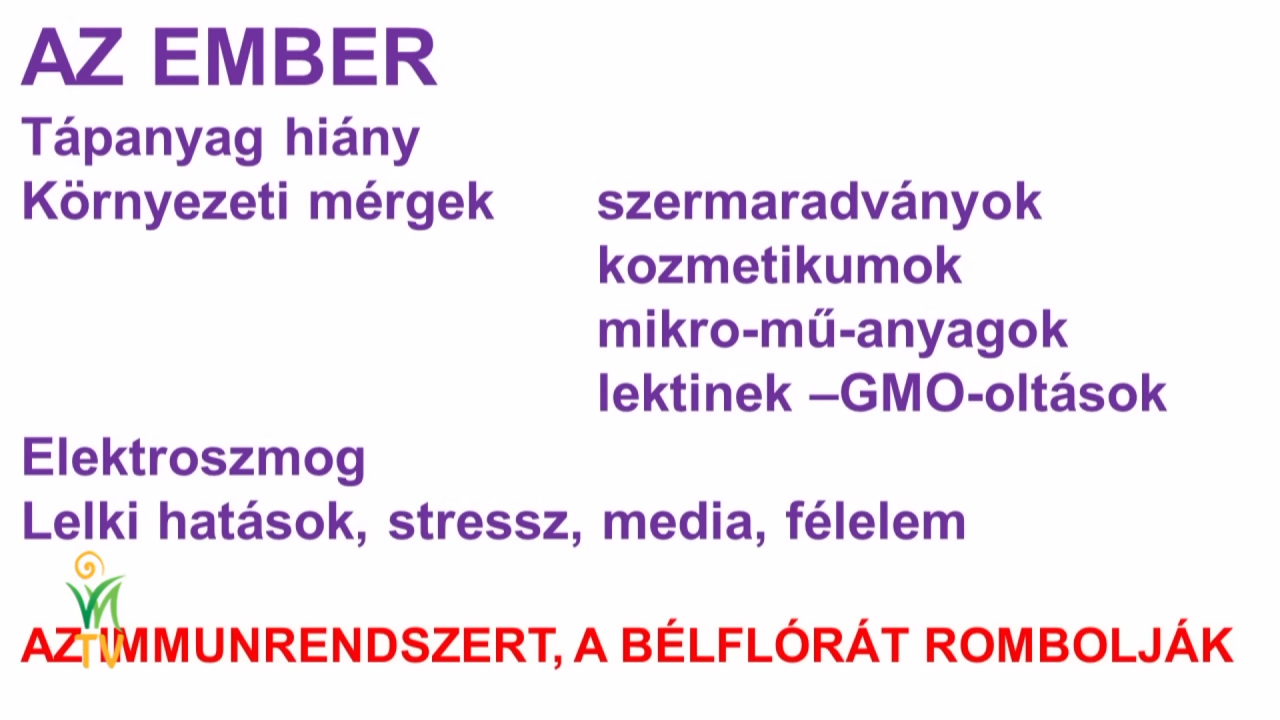 AZ EMBER
Tápanyag hiány
Környezeti mérgek szermaradványok
kozmetikumok
mikro-mű-anyagok
lektinek –GMO-oltások
Elektroszmog
Lelki hatások, stressz, media, félelem
AZ IMMUNRENDSZERT, A BÉLFLÓRÁT ROMBOLJÁK
TV